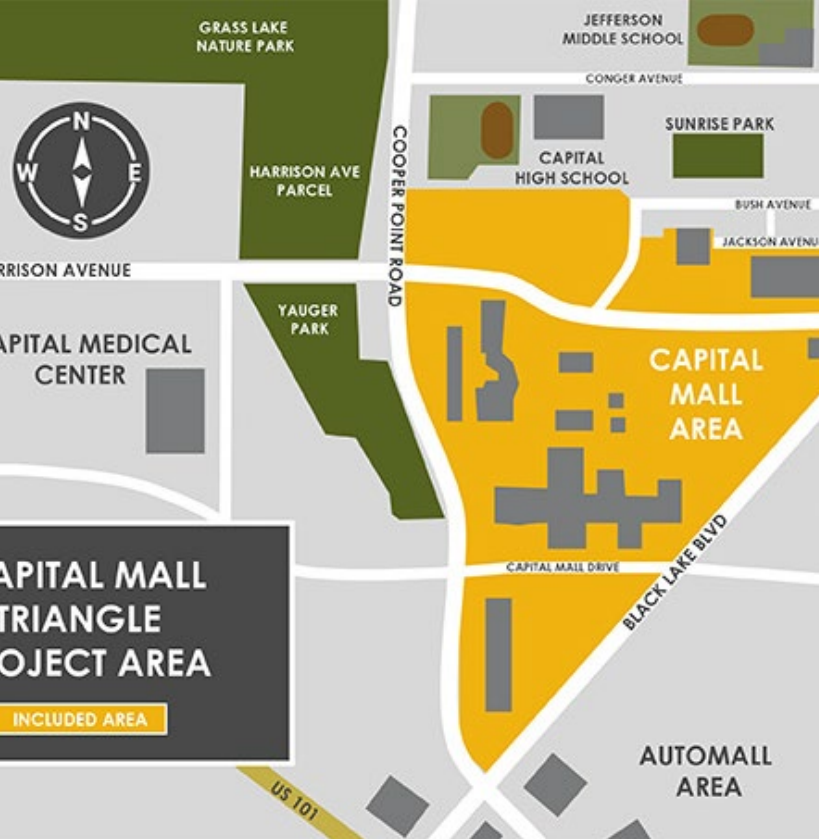 GRASS LAKE
NATURE PARK
JEFFERSON
MIDDLE SCHOOL
CONGER AVENUE
N
W
E
S
HARRISON AVE
PARCEL
COOPER POINT ROAD
CAPITAL
HIGH SCHOOL
SUNRISE PARK
BUSH AVENUE
JACKSON AVENU
RRISON AVENUE
YAUGER
PARK
APITAL MEDICAL
CENTER
CAPITAL
MALL
AREA
CAPITAL MALL DRIVE
BLACK LAKE BLVD
APITAL MALL
TRIANGLE
OJECT AREA
INCLUDED AREA
US 101
AUTOMALL
AREA